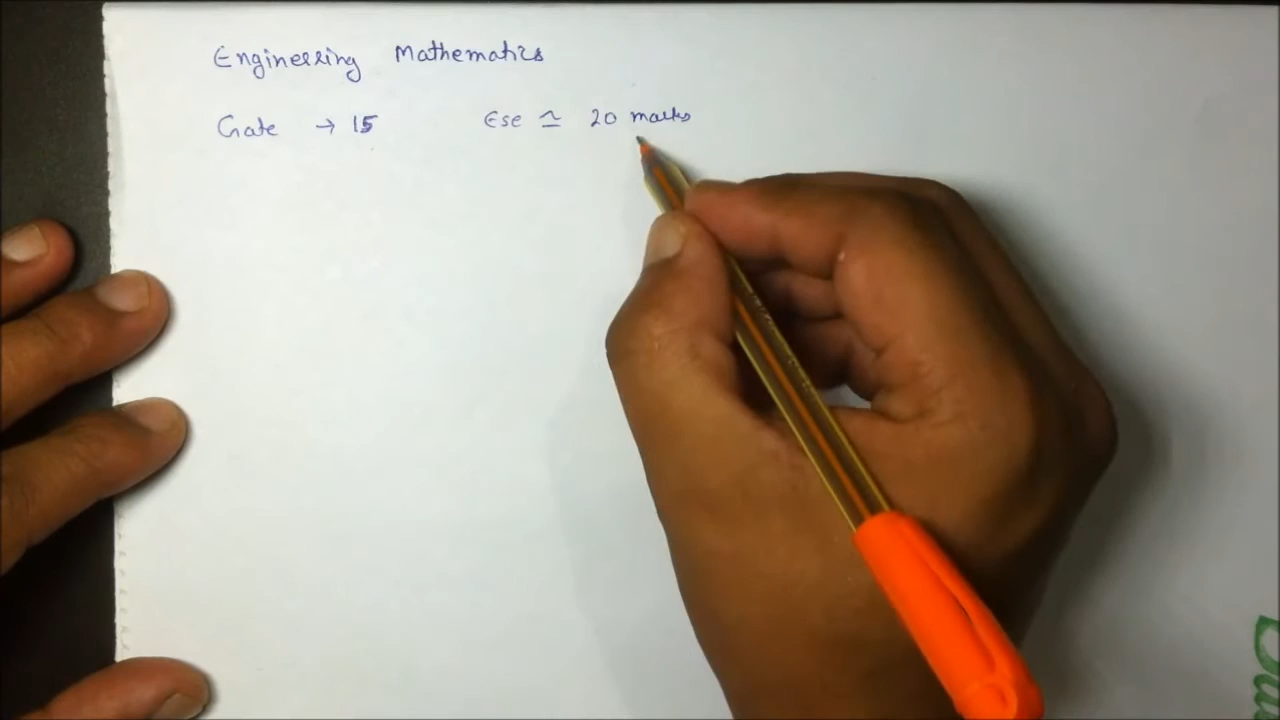 Engineering Mathematics
Gate → 15 Ese ≃ 20 marks